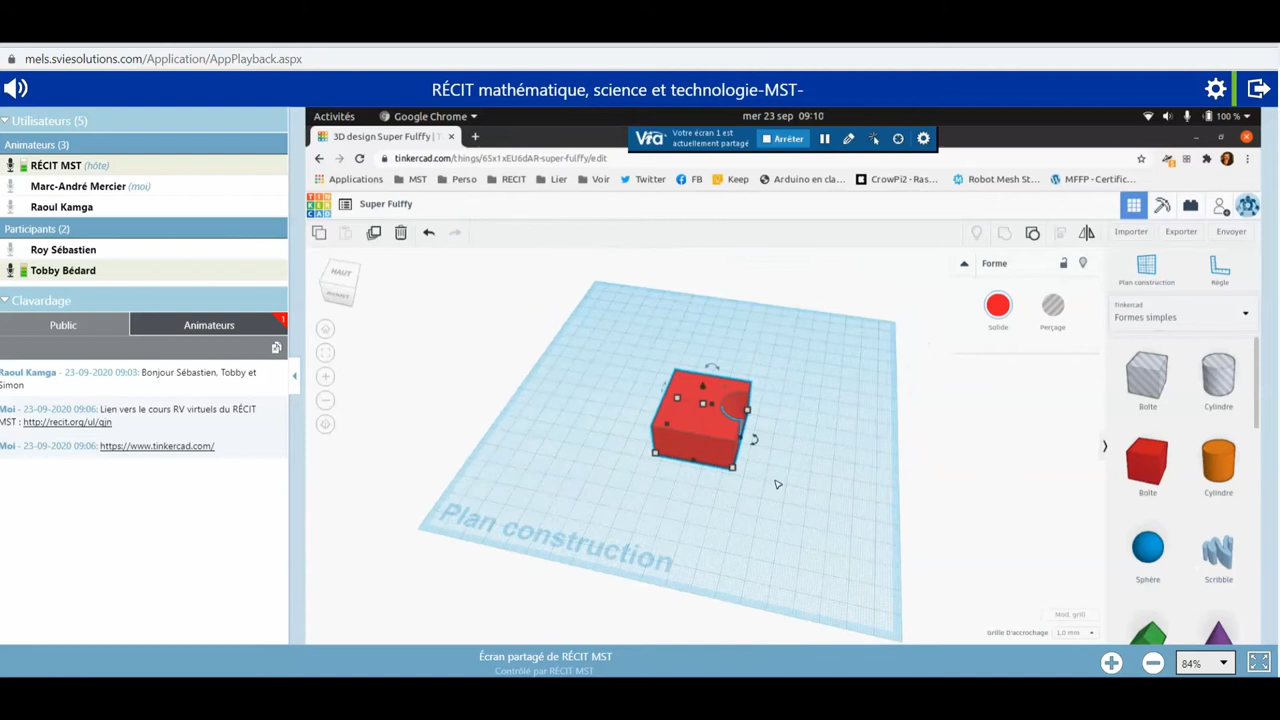 mels.sviesolutions.com/Application/AppPlayback.aspx
RÉCIT mathématique, science et technologie-MST-
Utilisateurs (5)
Animateurs (3)
RÉCIT MST (hôte)
Marc-André Mercier (moi)
Raoul Kamga
Participants (2)
Roy Sébastien
Tobby Bédard
Clavardage
Public
Animateurs
1
Raoul Kamga - 23-09-2020 09:03: Bonjour Sébastien, Tobby et
Simon
Moi - 23-09-2020 09:06: Lien vers le cours RV virtuels du RÉCIT
MST : http://recit.org/ul/qjn
Moi - 23-09-2020 09:06: https://www.tinkercad.com/
Activités
Google Chrome
mer 23 sep 09:10
100 %
3D design Super Fulffy | T
Via
Votre écran 1 est
actuellement partagé
Arrêter
tinkercad.com/things/65x1xEU6dAR-super-fulffy/edit
Applications
MST
Perso
RECIT
Lier
Voir
Twitter
FB
Keep
Arduino en cla...
CrowPi2 - Ras...
Robot Mesh St...
MFFP - Certific...
TINKERCAD
Super Fulffy
Importer
Exporter
Envoyer
HAUT
AVANT
Forme
Solide
Perçage
Plan construction
Règle
Tinkercad
Formes simples
Boîte
Cylindre
Boîte
Cylindre
Sphère
Scribble
Plan construction
Mod. grill
Grille D'accrochage
1,0 mm
Écran partagé de RÉCIT MST
Contrôlé par RÉCIT MST
84%